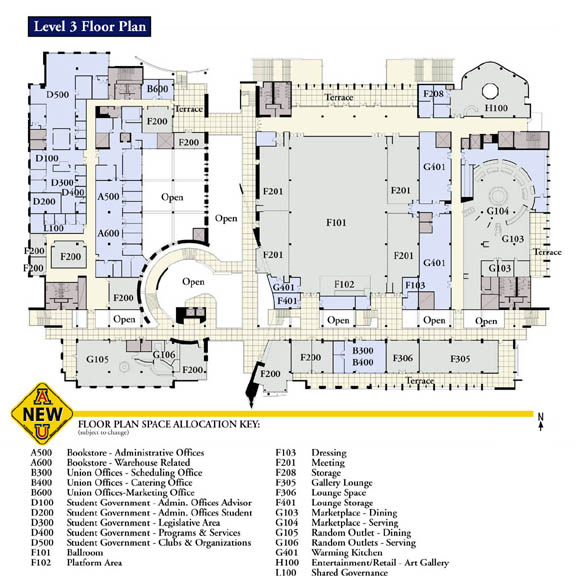 Level 3 Floor Plan
D500
B600
Terrace
Terrace
F208
H100
F200
F200
D100
D300
D400
D200
L100
A500
A600
Open
Open
F201
F201
G401
F101
F201
F201
G401
G104
G103
Terrace
F200
F200
F200
F200
Open
G401
F401
F102
F103
G103
Open
Open
Open
Open
Open
G105
G106
F200
F200
F200
B300
B400
F306
F305
Terrace
A
NEW
U
N
FLOOR PLAN SPACE ALLOCATION KEY:
(subject to change)
A500 Bookstore - Administrative Offices
A600 Bookstore - Warehouse Related
B300 Union Offices - Scheduling Office
B400 Union Offices - Catering Office
B600 Union Offices-Marketing Office
D100 Student Government - Admin. Offices Advisor
D200 Student Government - Admin. Offices Student
D300 Student Government - Legislative Area
D400 Student Government - Programs & Services
D500 Student Government - Clubs & Organizations
F101 Ballroom
F102 Platform Area
F103 Dressing
F201 Meeting
F208 Storage
F305 Gallery Lounge
F306 Lounge Space
F401 Lounge Storage
G103 Marketplace - Dining
G104 Marketplace - Serving
G105 Random Outlet - Dining
G106 Random Outlets - Serving
G401 Warming Kitchen
H100 Entertainment/Retail - Art Gallery
L100 Shared Governance